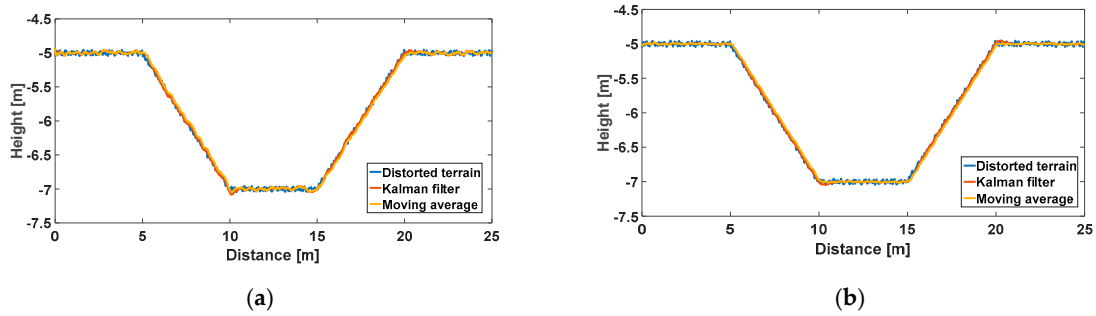 -4.5
-5
-5.5
-6
-6.5
-7
-7.5
Height [m]
0 5 10 15 20 25
Distance [m]
Distorted terrain
Kalman filter
Moving average
(a)
-4.5
-5
-5.5
-6
-6.5
-7
-7.5
Height [m]
0 5 10 15 20 25
Distance [m]
Distorted terrain
Kalman filter
Moving average
(b)